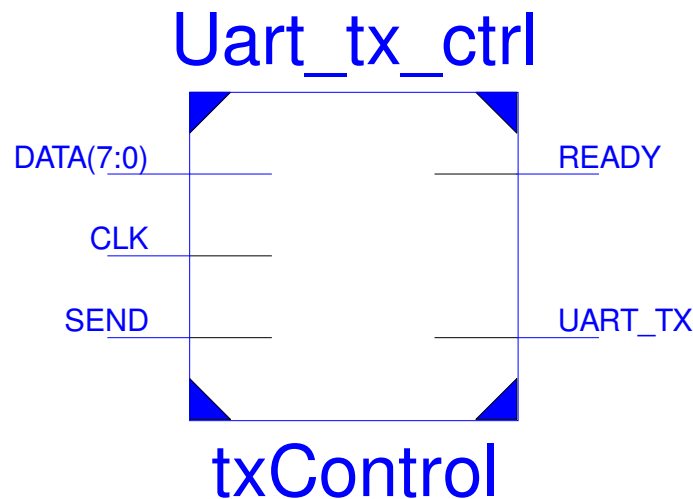 Uart_tx_ctrl
DATA(7:0)
READY
CLK
SEND
UART_TX
txControl